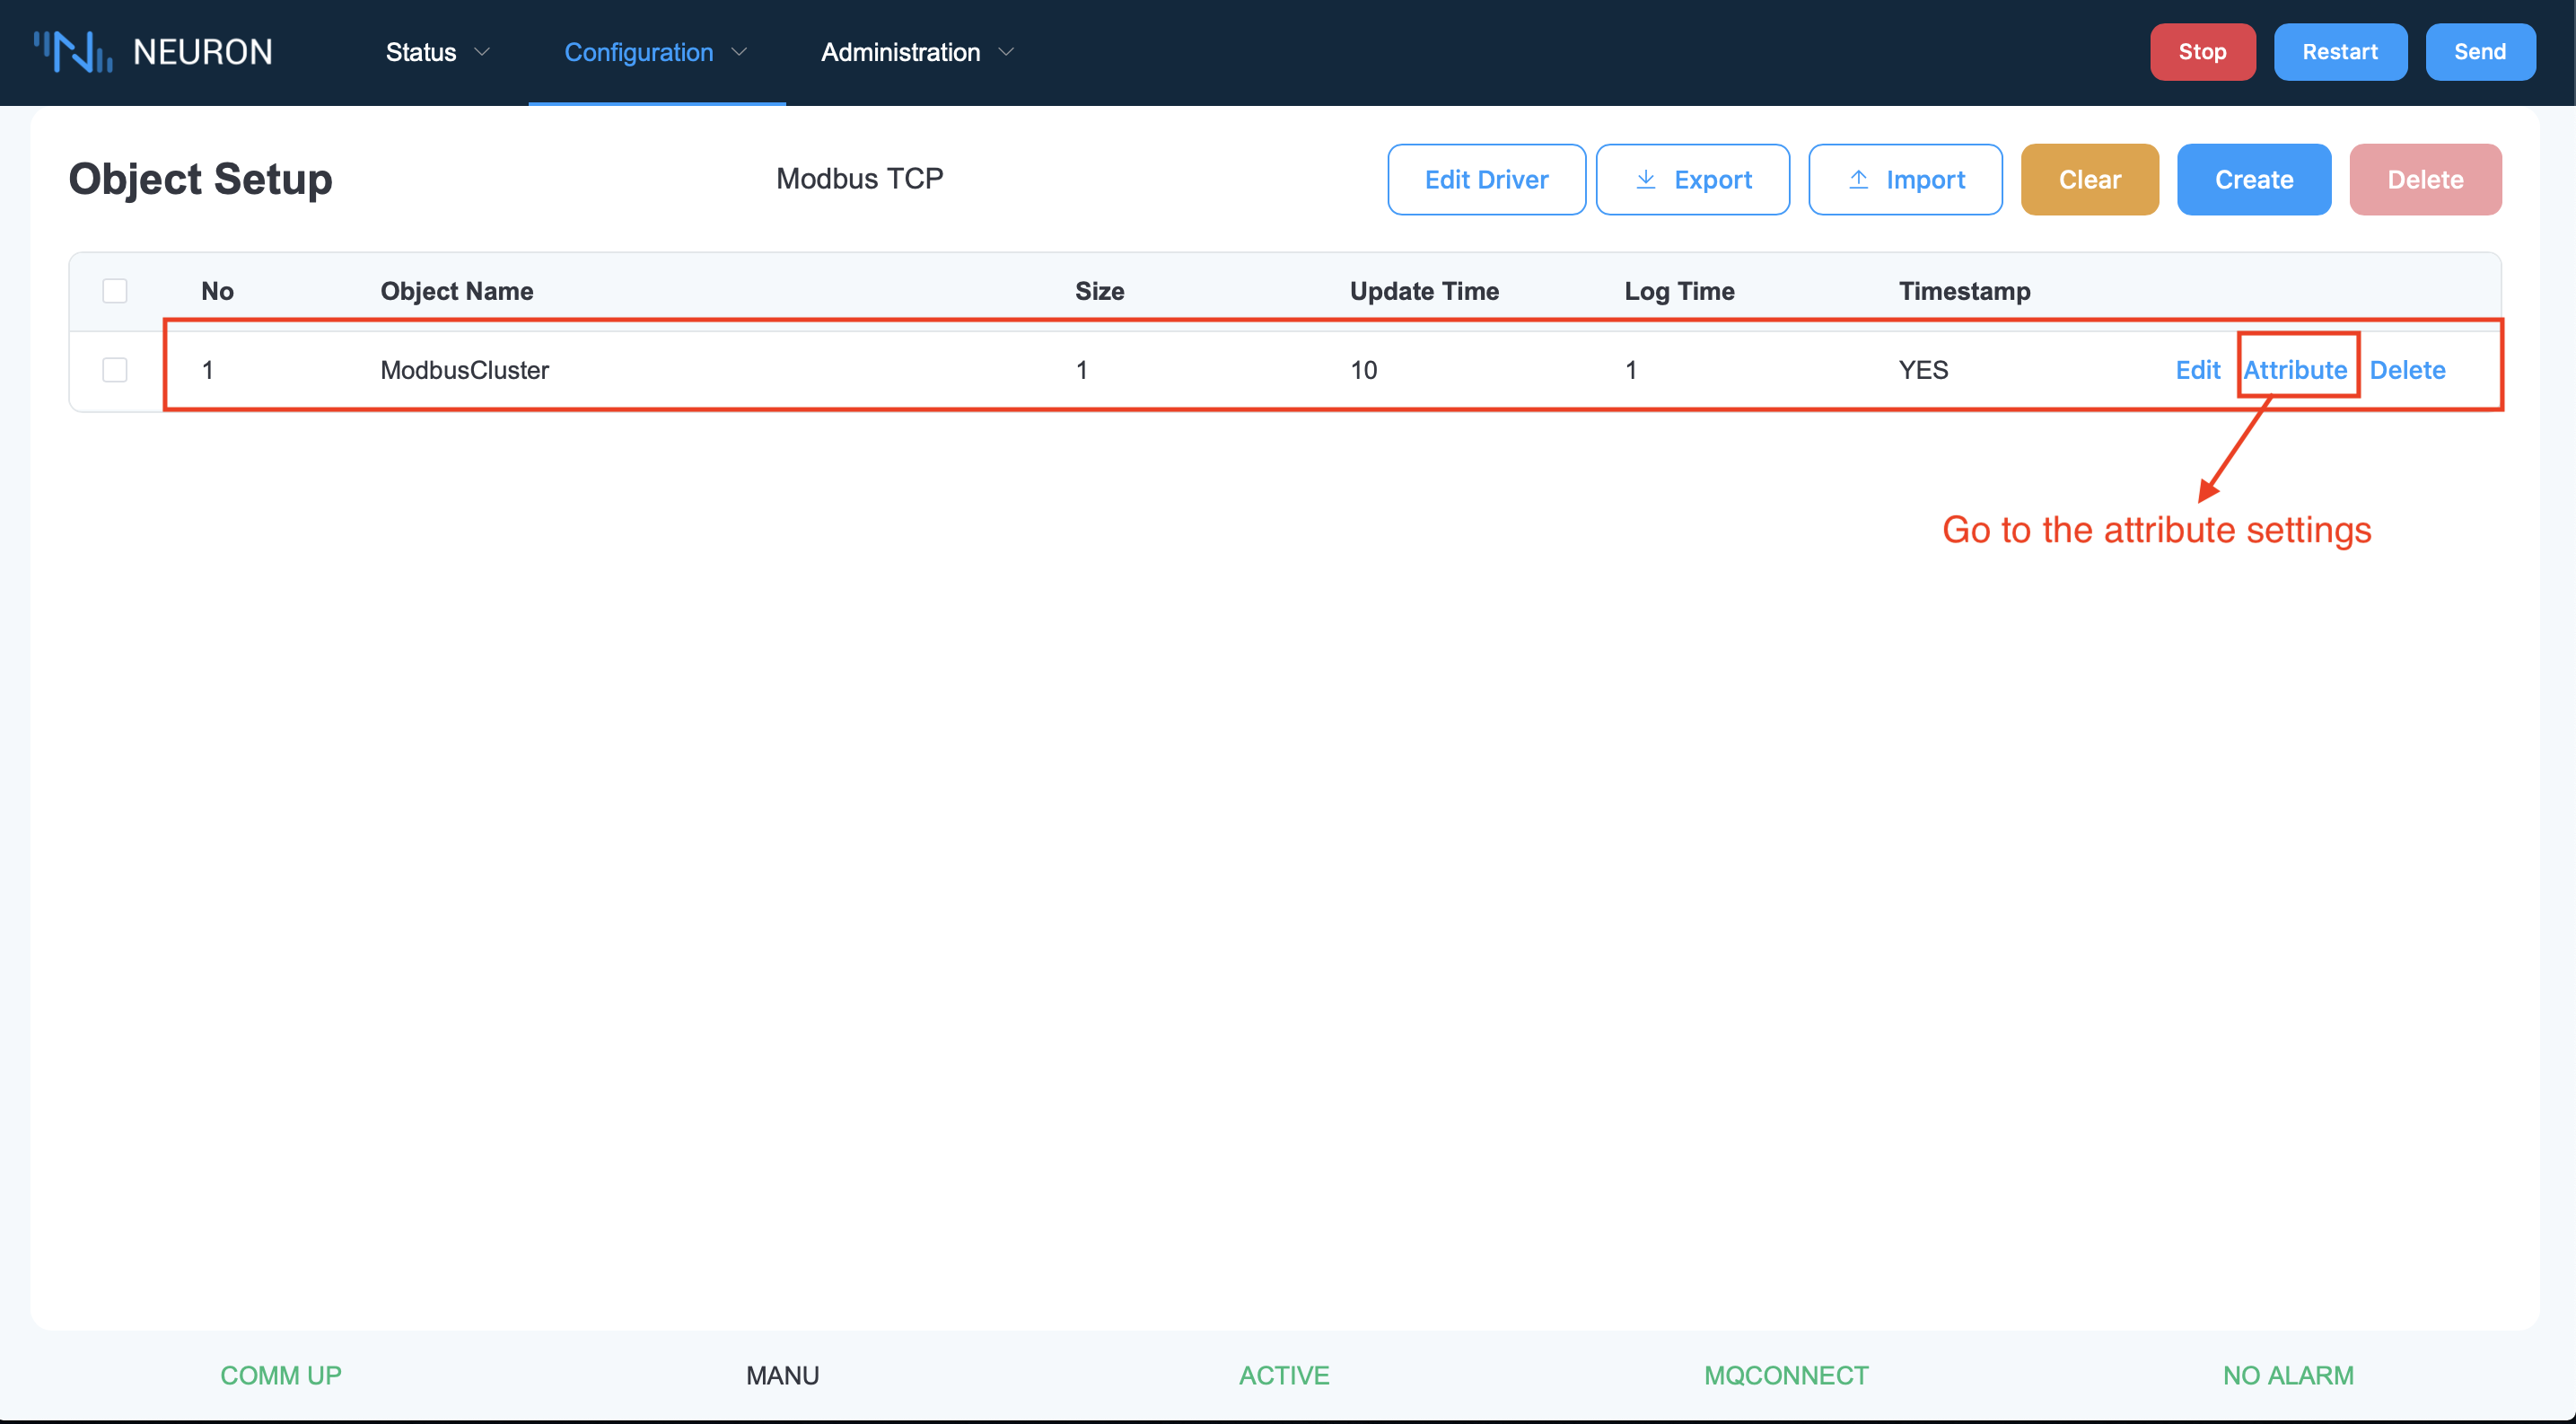 NEURON Status Configuration Administration Stop Restart Send
Object Setup Modbus TCP Edit Driver Export Import Clear Create Delete
No Object Name Size Update Time Log Time Timestamp
1 ModbusCluster 1 10 1 YES Edit Attribute Delete
Go to the attribute settings
COMM UP MANU ACTIVE MQCONNECT NO ALARM